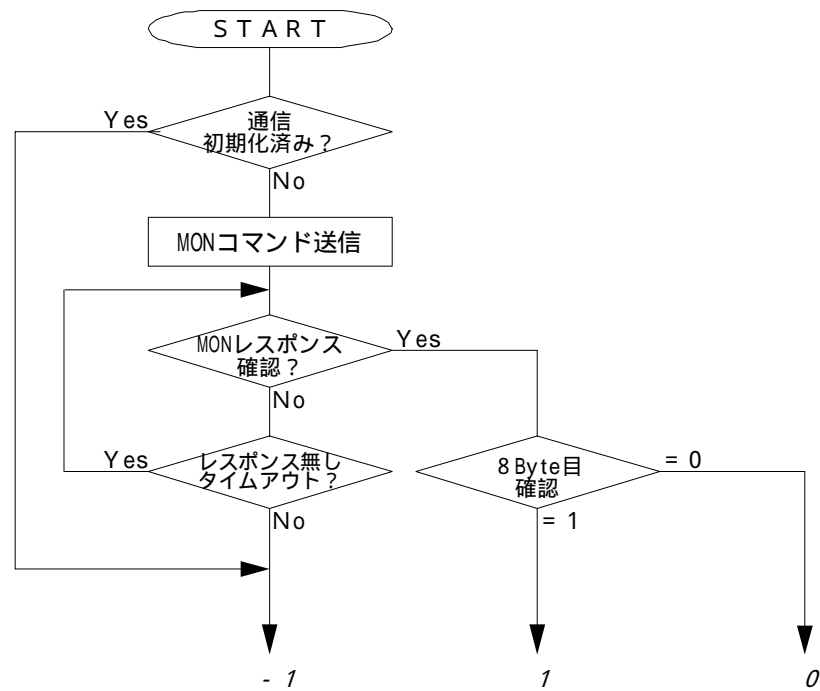 START
Yes
通信
初期化済み？
No
MONコマンド送信
MONレスポンス
確認？
Yes
No
Yes
レスポンス無し
タイムアウト？
8Byte目
確認
= 0
No
= 1
- 1
1
0